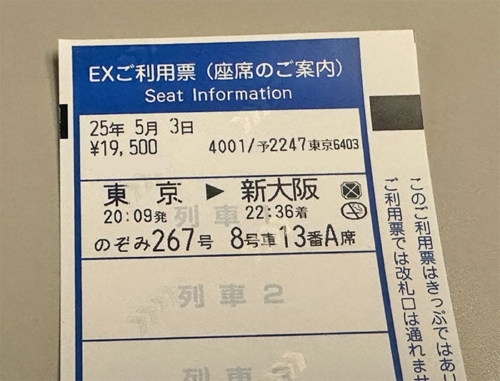 EXご利用票（座席のご案内）
Seat Information
25年 5月 3日
¥19,500 4001/予2247東京6403
東京 ▶ 新大阪
20:09発 22:36着
のぞみ267号 8号車13番A席
列車2
列車3
このご利用票はきっぷではあり
ご利用票では改札口は通れませ